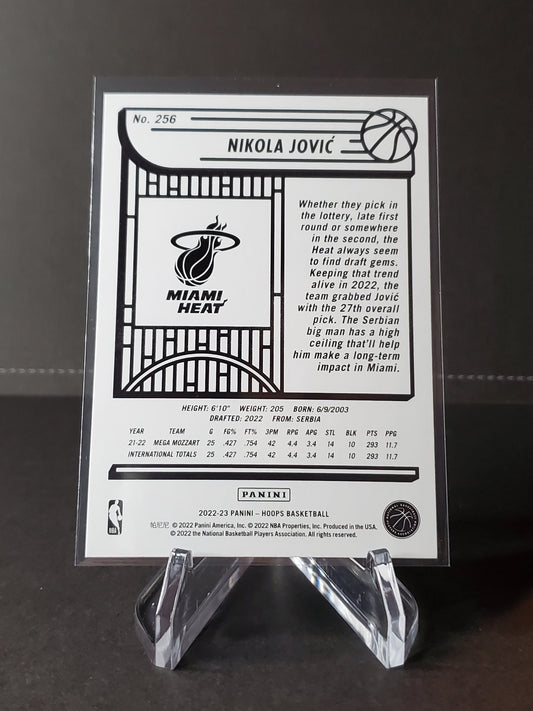 No. 256
NIKOLA JOVIĆ
MIAMI
HEAT
Whether they pick in
the lottery, late first
round or somewhere
in the second, the
Heat always seem
to find draft gems.
Keeping that trend
alive in 2022, the
team grabbed Jović
with the 27th overall
pick. The Serbian
big man has a high
ceiling that'll help
him make a long-term
impact in Miami.
HEIGHT: 6'10" WEIGHT: 205 BORN: 6/9/2003
DRAFTED: 2022 FROM: SERBIA
YEAR TEAM G FG% FT% 3PM RPG APG STL BLK PTS PPG
21-22 MEGA MOZZART 25 .427 .754 42 4.4 3.4 14 10 293 11.7
INTERNATIONAL TOTALS 25 .427 .754 42 4.4 3.4 14 10 293 11.7
PANINI
2022-23 PANINI – HOOPS BASKETBALL
帕尼尼 © 2022 Panini America, Inc. © 2022 NBA Properties, Inc. Produced in the USA.
© 2022 the National Basketball Players Association. All rights reserved.
NBA